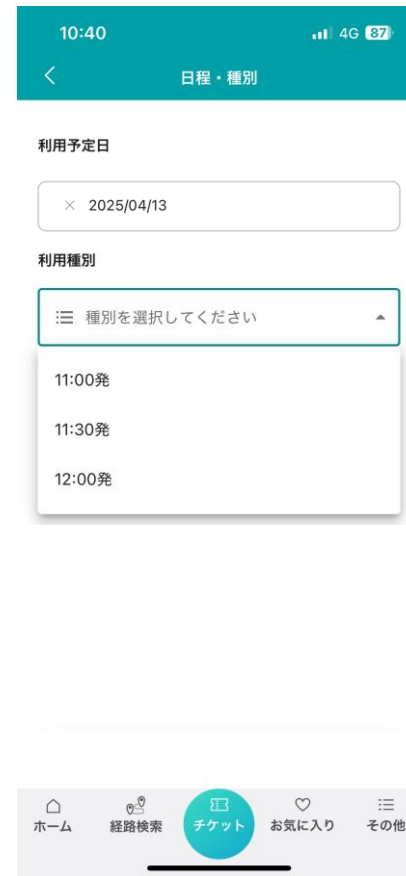 10:40
4G 87
日程・種別
利用予定日
2025/04/13
利用種別
種別を選択してください
11:00発
11:30発
12:00発
ホーム
経路検索
チケット
お気に入り
その他